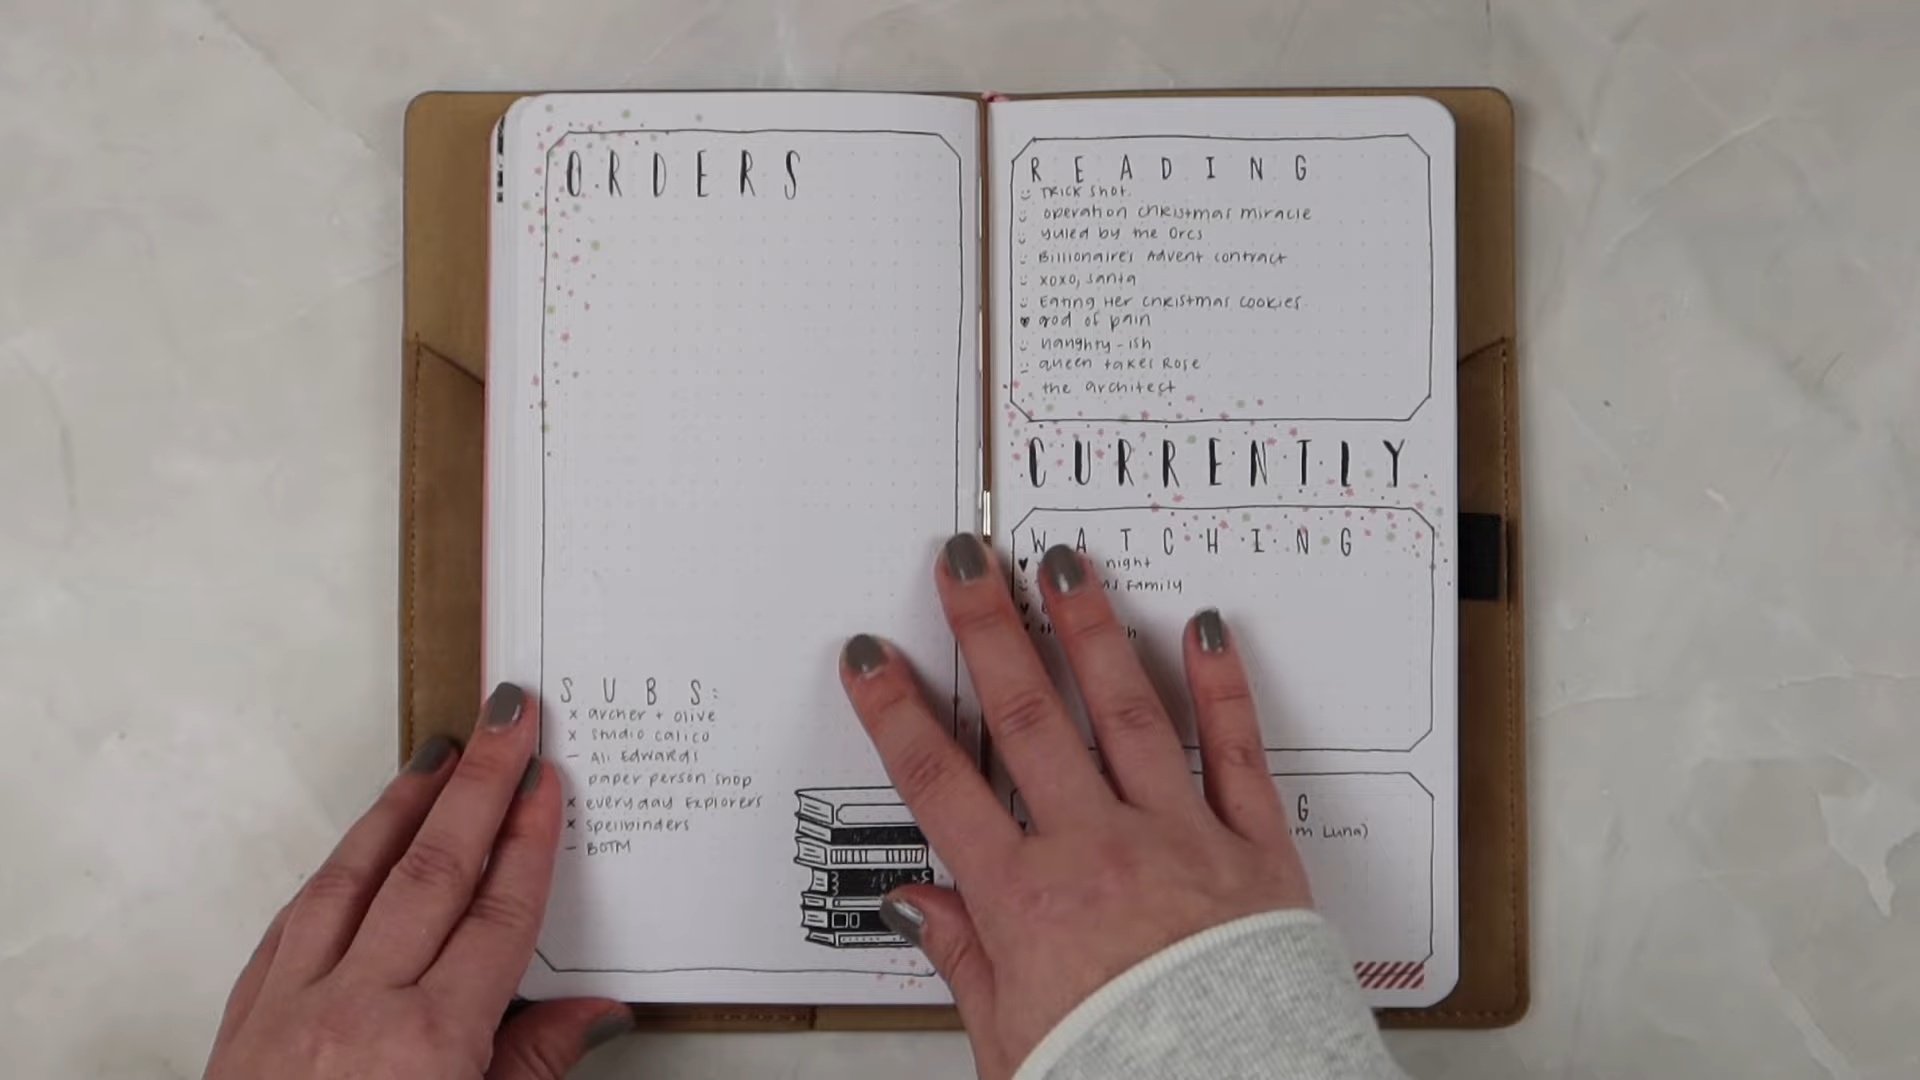 ORDERS
SUBS:
x archer + olive
x studio calico
– Ali Edwards
paper person shop
x everyday Explorers
x spellbinders
– BOTM
READING
Trick Shot
operation christmas miracle
yuled by the Orcs
Billionaire's Advent contract
xoxo, santa
Eating Her christmas cookies
god of pain
naughty-ish
queen takes Rose
the architect
CURRENTLY
WATCHING
night
Family
G
Luna)